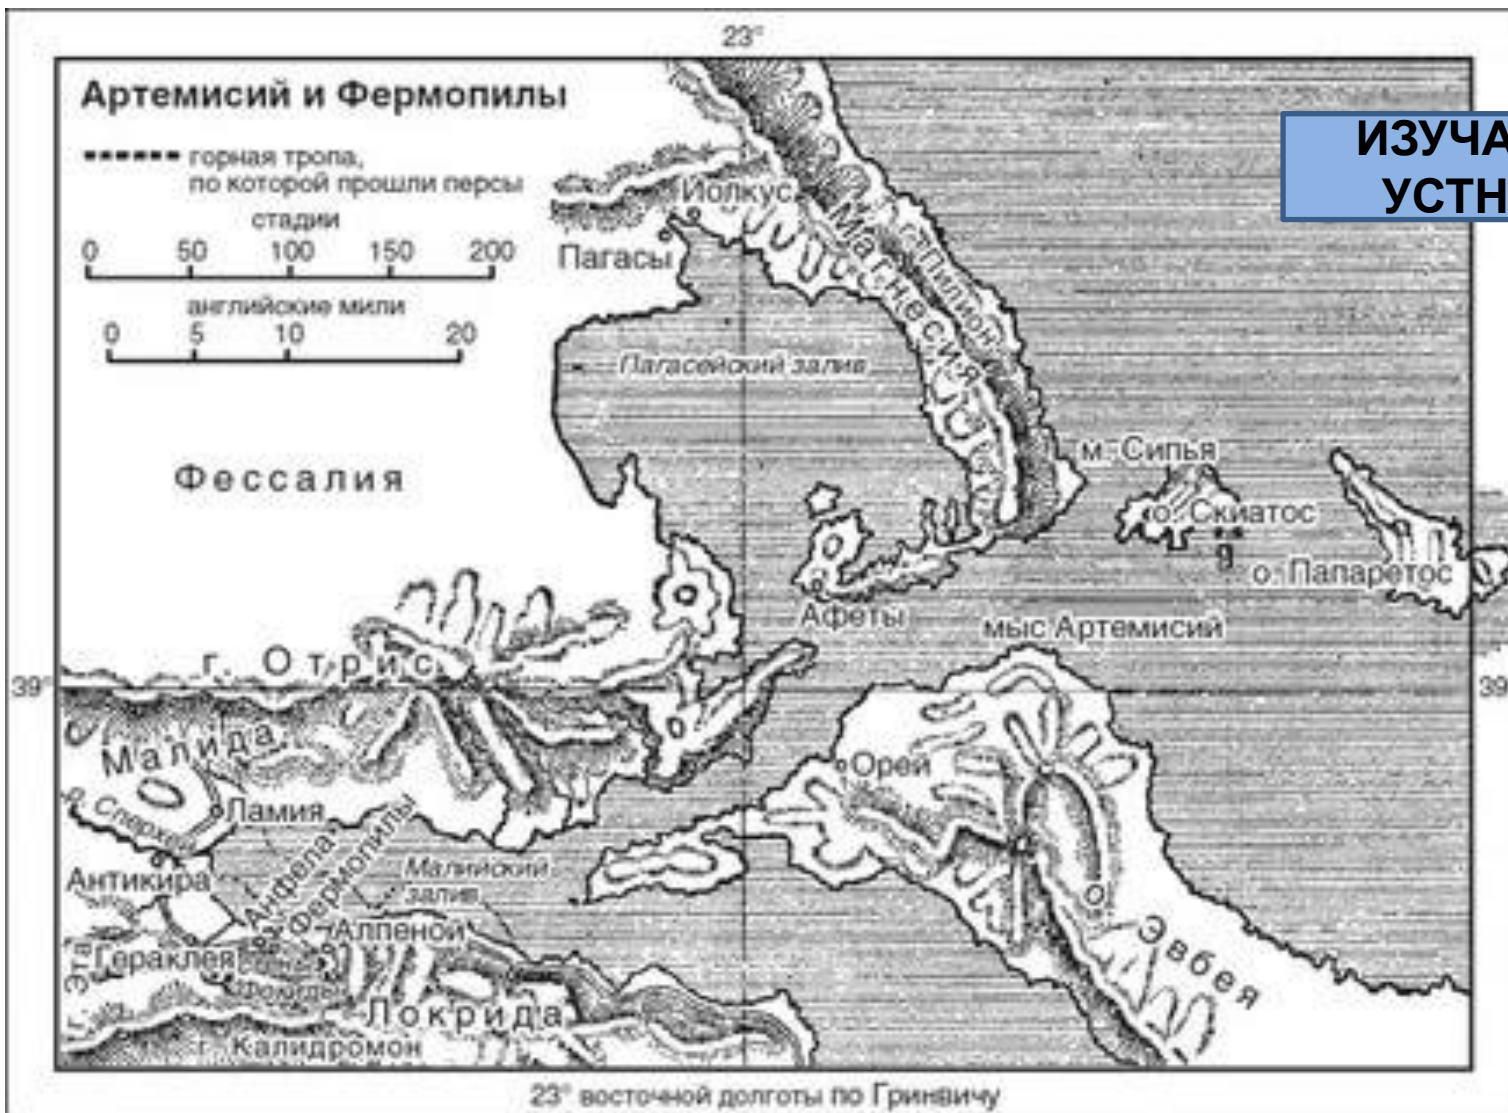 23°
Артемисий и Фермопилы
горная тропа,
по которой прошли персы
стадии
0 50 100 150 200
английские мили
0 5 10 20
ИЗУЧА
УСТН
Иолкус
Пагасы
Магнесия
г. Пилион
Пагасейский залив
Фессалия
м. Сипья
о. Скиатос
о. Папаретос
Афеты
мыс Артемисий
г. Отрис
39°
39
Малида
р. Сперхей
Ламия
Орей
Антикира
Анфела
Фермопилы
Малийский
залив
Алпеной
г. Эта
Гераклея
Локрида
г. Калидромон
о. Эвбея
23° восточной долготы по Гринвичу